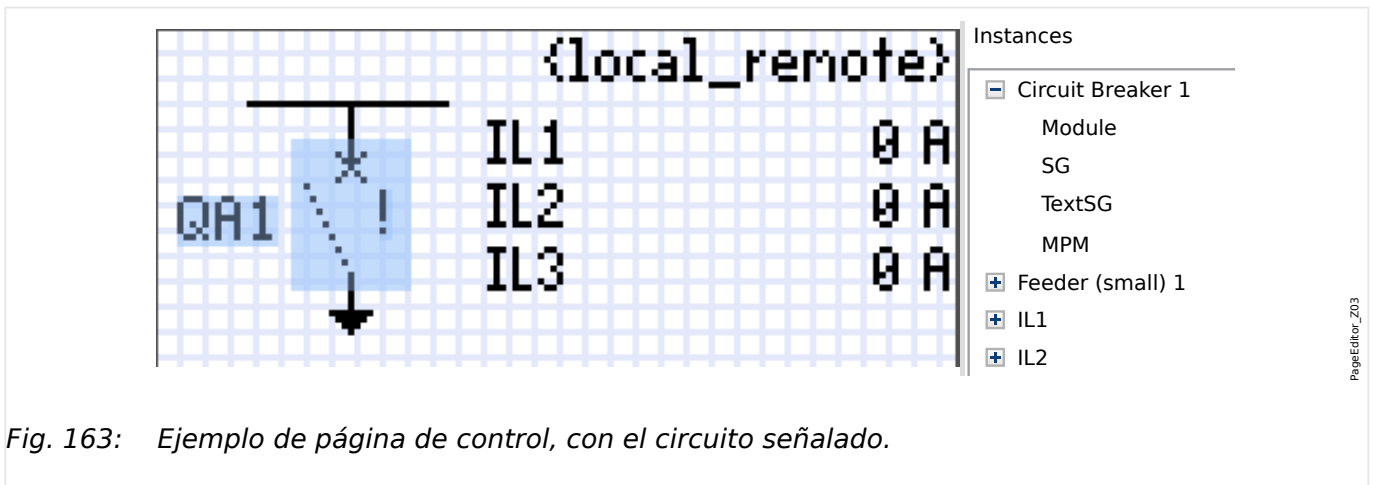 {local_remote}
QA1
!
IL1 0 A
IL2 0 A
IL3 0 A
Instances
Circuit Breaker 1
Module
SG
TextSG
MPM
Feeder (small) 1
IL1
IL2
PageEditor_Z03
Fig. 163: Ejemplo de página de control, con el circuito señalado.